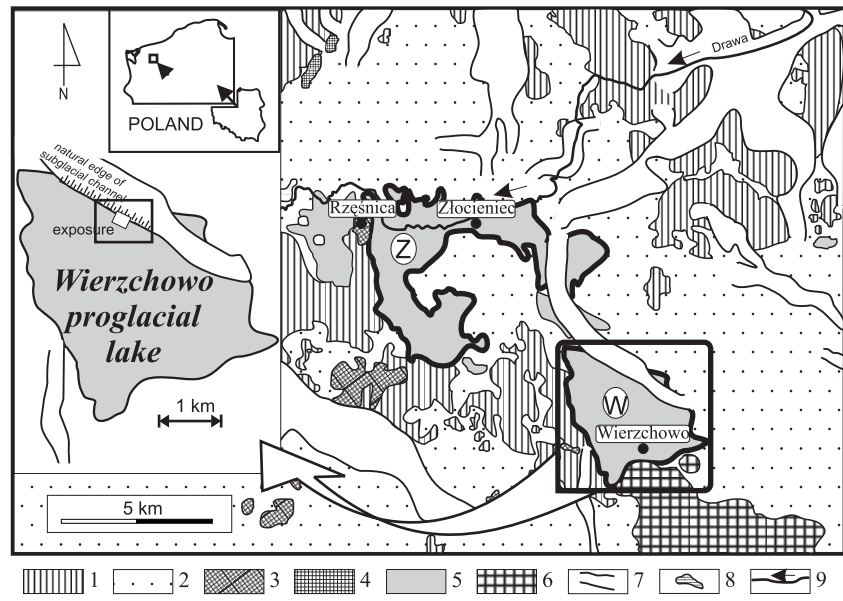 N
POLAND
Drawa
natural edge of
subglacial channel
exposure
Wierzchowo
proglacial
lake
1 km
5 km
Rzęsnica
Złocieniec
Z
W
Wierzchowo
1
2
3
4
5
6
7
8
9